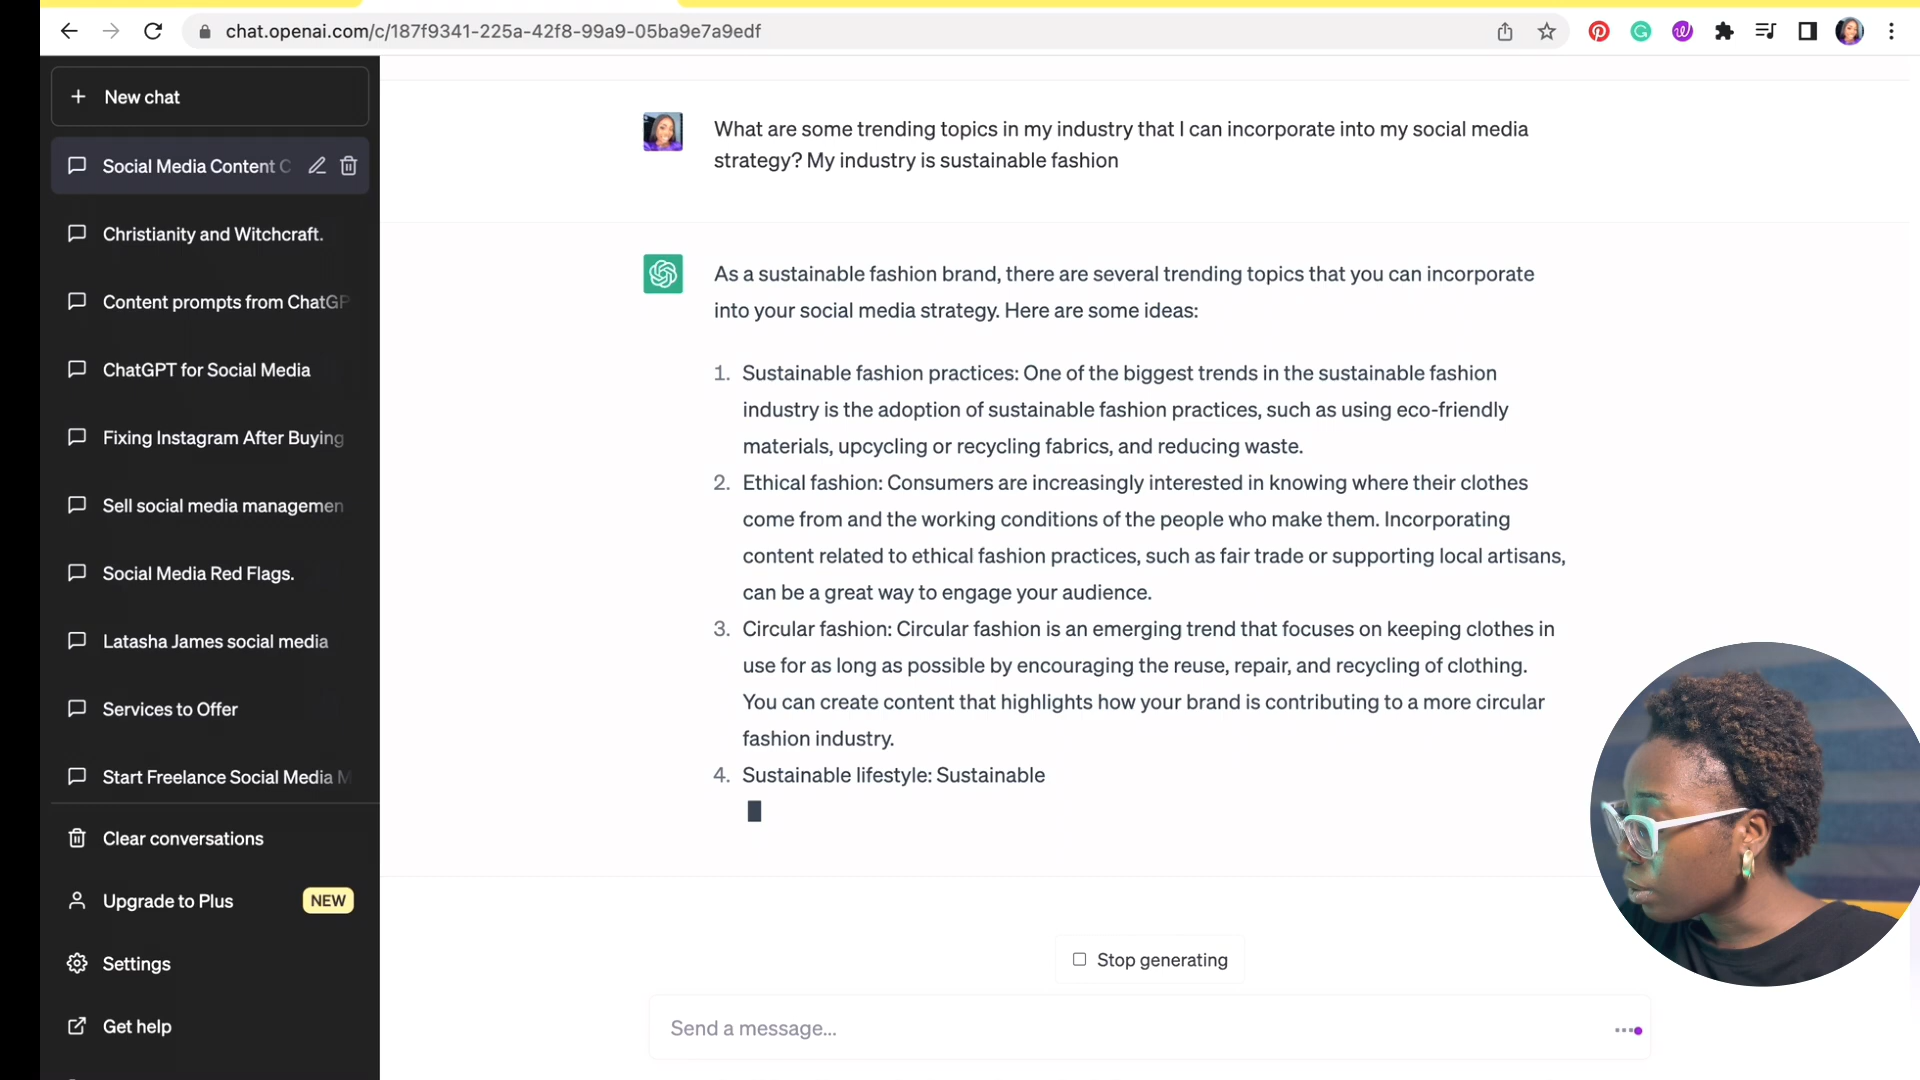 chat.openai.com/c/187f9341-225a-42f8-99a9-05ba9e7a9edf
New chat
Social Media Content C
Christianity and Witchcraft.
Content prompts from ChatGP
ChatGPT for Social Media
Fixing Instagram After Buying
Sell social media managemen
Social Media Red Flags.
Latasha James social media
Services to Offer
Start Freelance Social Media M
Clear conversations
Upgrade to Plus NEW
Settings
Get help
What are some trending topics in my industry that I can incorporate into my social media
strategy? My industry is sustainable fashion
As a sustainable fashion brand, there are several trending topics that you can incorporate
into your social media strategy. Here are some ideas:
1. Sustainable fashion practices: One of the biggest trends in the sustainable fashion
industry is the adoption of sustainable fashion practices, such as using eco-friendly
materials, upcycling or recycling fabrics, and reducing waste.
2. Ethical fashion: Consumers are increasingly interested in knowing where their clothes
come from and the working conditions of the people who make them. Incorporating
content related to ethical fashion practices, such as fair trade or supporting local artisans,
can be a great way to engage your audience.
3. Circular fashion: Circular fashion is an emerging trend that focuses on keeping clothes in
use for as long as possible by encouraging the reuse, repair, and recycling of clothing.
You can create content that highlights how your brand is contributing to a more circular
fashion industry.
4. Sustainable lifestyle: Sustainable
Stop generating
Send a message...